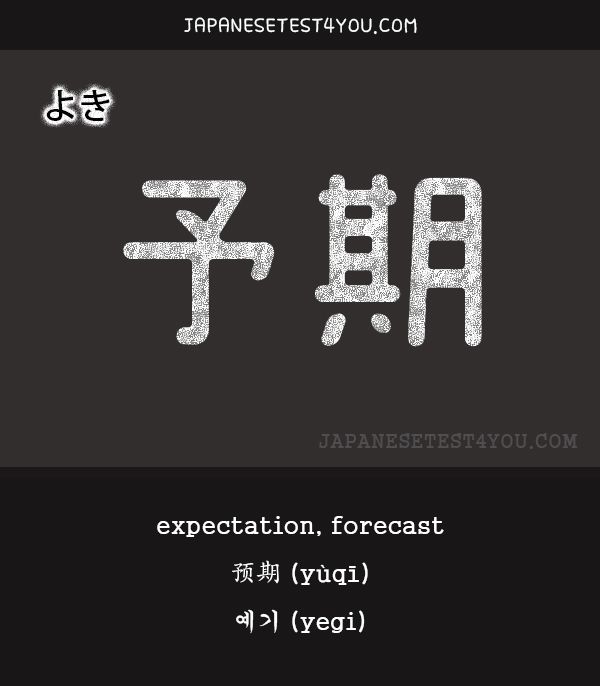 JAPANESETEST4YOU.COM
よき
予期
JAPANESETEST4YOU.COM
expectation, forecast
预期 (yùqī)
예기 (yegi)